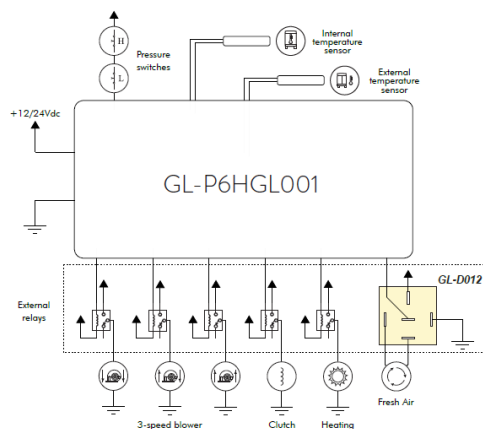 H
Pressure
switches
L
Internal
temperature
sensor
External
temperature
sensor
+12/24Vdc
GL-P6HGL001
GL-D012
External
relays
3-speed blower
Clutch
Heating
Fresh Air